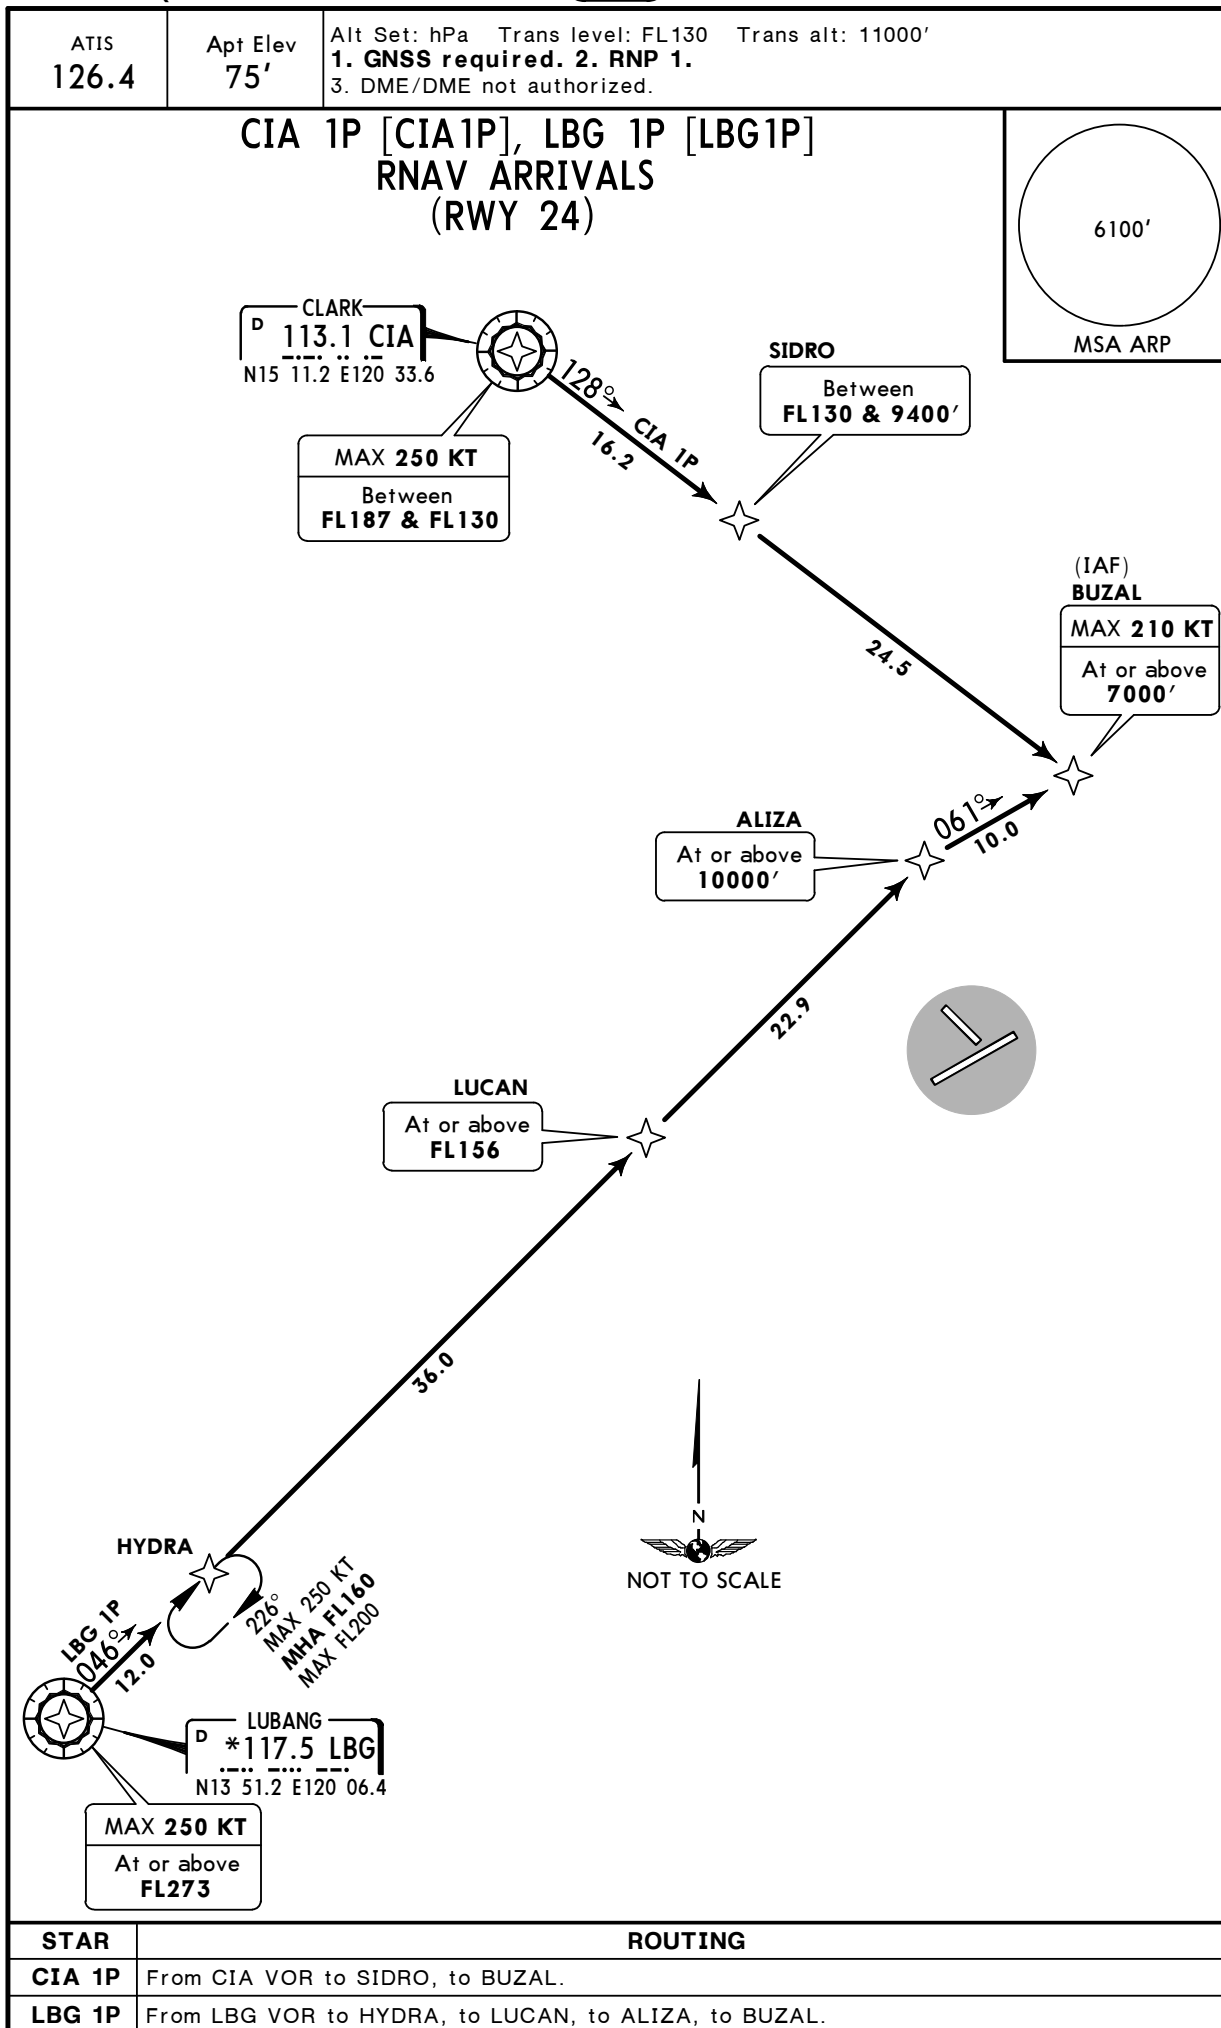 ATIS
126.4
Apt Elev
75'
Alt Set: hPa Trans level: FL130 Trans alt: 11000'
1. GNSS required. 2. RNP 1.
3. DME/DME not authorized.
CIA 1P [CIA1P], LBG 1P [LBG1P]
RNAV ARRIVALS
(RWY 24)
6100'
MSA ARP
CLARK
D 113.1 CIA
N15 11.2 E120 33.6
MAX 250 KT
Between
FL187 & FL130
128°
CIA 1P
16.2
SIDRO
Between
FL130 & 9400'
24.5
(IAF)
BUZAL
MAX 210 KT
At or above
7000'
ALIZA
At or above
10000'
061°
10.0
22.9
LUCAN
At or above
FL156
36.0
HYDRA
226°
MAX 250 KT
MHA FL160
MAX FL200
LBG 1P
046°
12.0
N
NOT TO SCALE
LUBANG
D *117.5 LBG
N13 51.2 E120 06.4
MAX 250 KT
At or above
FL273
STAR ROUTING
CIA 1P From CIA VOR to SIDRO, to BUZAL.
LBG 1P From LBG VOR to HYDRA, to LUCAN, to ALIZA, to BUZAL.